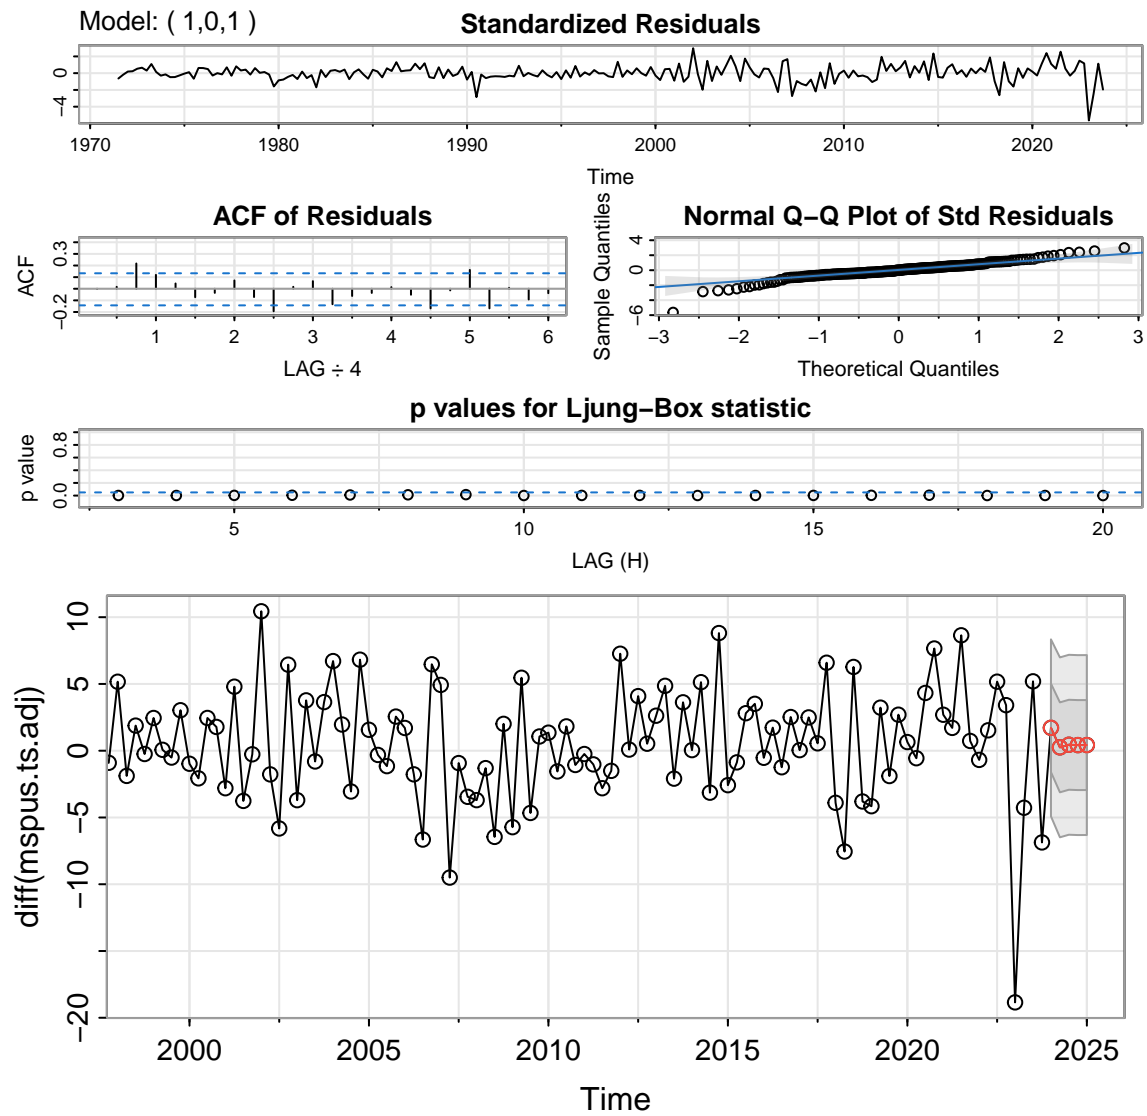 Model: ( 1,0,1 )
Standardized Residuals
0
−4
1970 1980 1990 2000 2010 2020
Time
ACF of Residuals
ACF
0.3
−0.2
1 2 3 4 5 6
LAG ÷ 4
Normal Q−Q Plot of Std Residuals
Sample Quantiles
4
0
−6
−3 −2 −1 0 1 2 3
Theoretical Quantiles
p values for Ljung−Box statistic
p value
0.8
0.0
5 10 15 20
LAG (H)
diff(mspus.ts.adj)
10
5
0
−5
−10
−20
2000 2005 2010 2015 2020 2025
Time